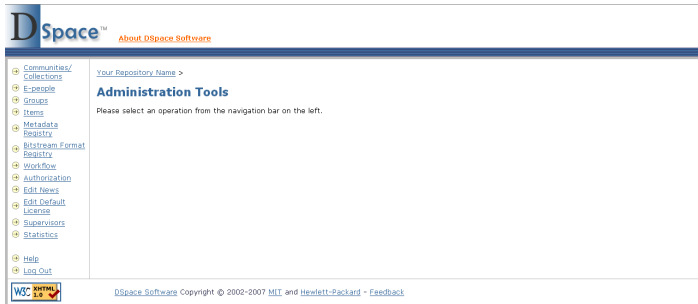 DSpace™
About DSpace Software
Communities/
Collections
E-people
Groups
Items
Metadata
Registry
Bitstream Format
Registry
Workflow
Authorization
Edit News
Edit Default
License
Supervisors
Statistics
Help
Log Out
Your Repository Name >
Administration Tools
Please select an operation from the navigation bar on the left.
W3C XHTML 1.0
DSpace Software Copyright © 2002-2007 MIT and Hewlett-Packard - Feedback